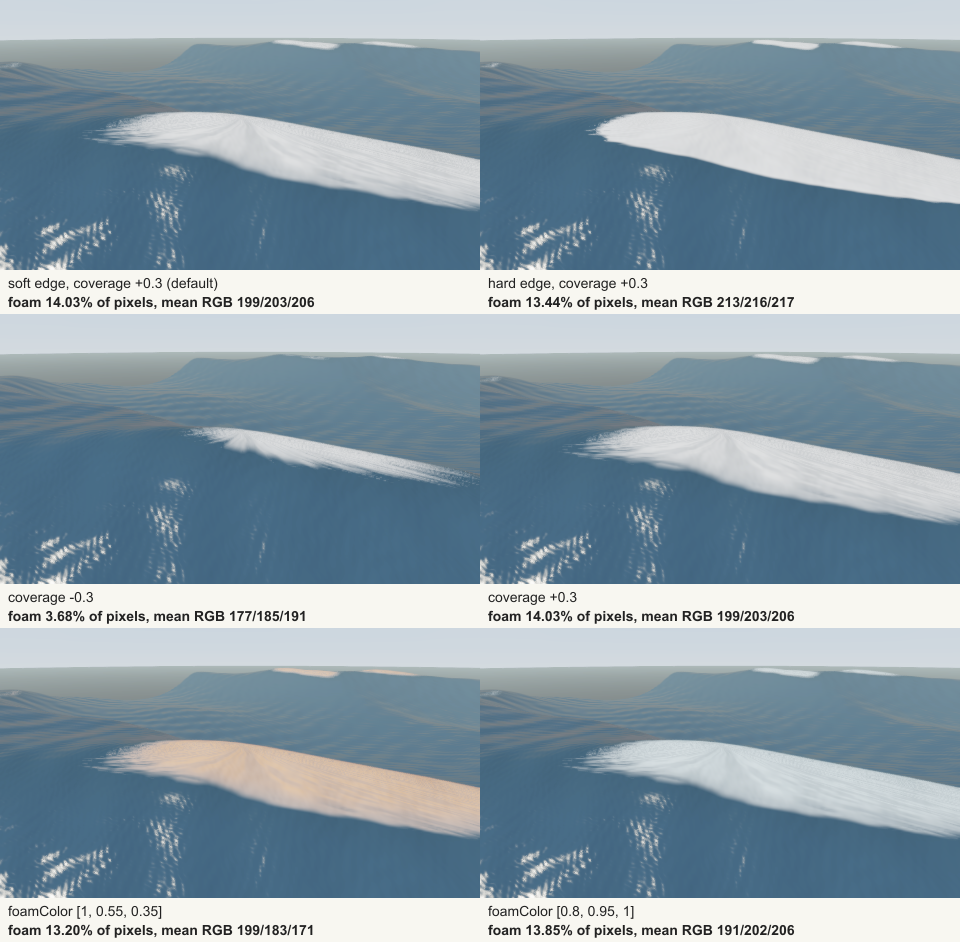 soft edge, coverage +0.3 (default)
foam 14.03% of pixels, mean RGB 199/203/206
hard edge, coverage +0.3
foam 13.44% of pixels, mean RGB 213/216/217
coverage -0.3
foam 3.68% of pixels, mean RGB 177/185/191
coverage +0.3
foam 14.03% of pixels, mean RGB 199/203/206
foamColor [1, 0.55, 0.35]
foam 13.20% of pixels, mean RGB 199/183/171
foamColor [0.8, 0.95, 1]
foam 13.85% of pixels, mean RGB 191/202/206